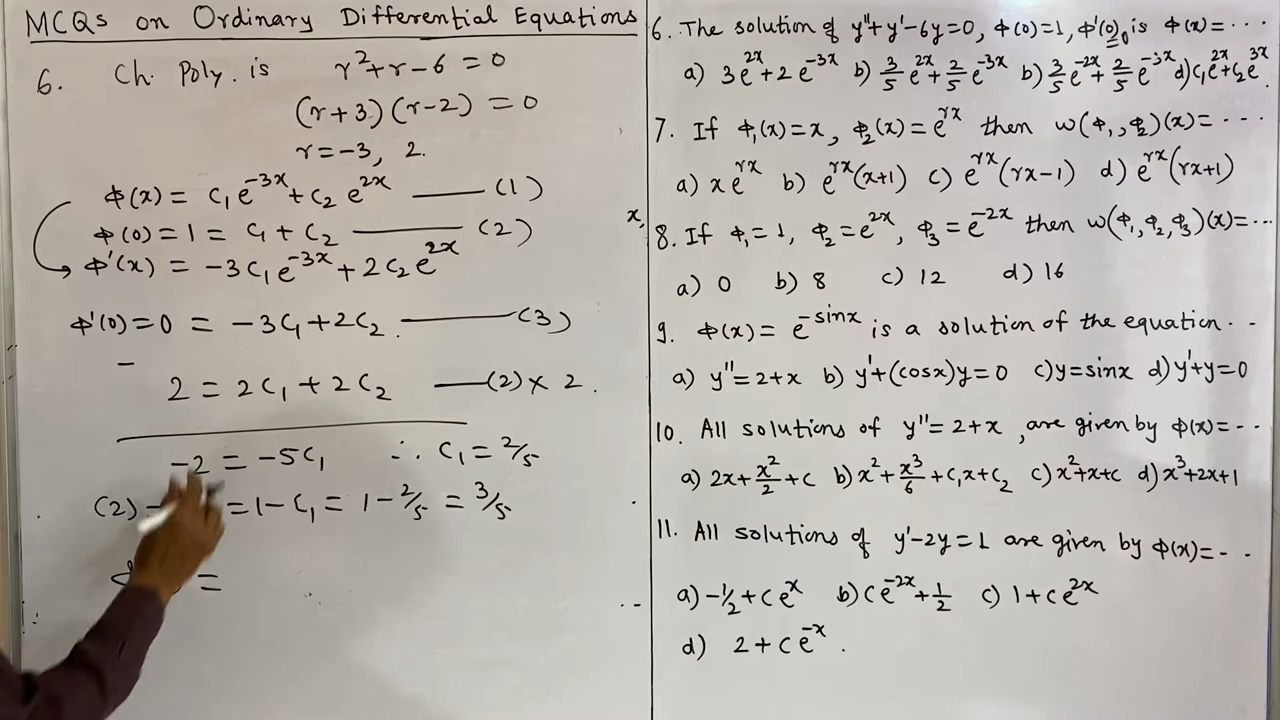 MCQs on Ordinary Differential Equations
6. Ch. Poly. is r²+r-6=0
(r+3)(r-2)=0
r=-3, 2.
Φ(x) = c₁e^-3x + c₂ e^2x —— (1)
Φ(0)=1= c₁+c₂ —— (2)
Φ'(x) = -3c₁e^-3x + 2c₂e^2x
Φ'(0)=0 = -3c₁+2c₂. —— (3)
-
2 = 2c₁+2c₂ ——(2)×2.
-2 = -5c₁ ∴ c₁=2/5
(2) = 1-c₁ = 1-2/5 = 3/5
=
6. The solution of y''+y'-6y=0, Φ(0)=1, Φ'(0)=0 is Φ(x)=···
a) 3e^2x+2e^-3x b) 3/5 e^2x+2/5 e^-3x b) 3/5 e^-2x+2/5 e^-3x d) c₁e^2x+c₂e^3x.
7. If Φ₁(x)=x, Φ₂(x)=e^rx then w(Φ₁,Φ₂)(x)=····
a) xe^rx b) e^rx(x+1) c) e^rx(rx-1) d) e^rx(rx+1)
x,
8. If Φ₁=1, Φ₂=e^2x, Φ₃=e^-2x then w(Φ₁,Φ₂,Φ₃)(x)=···
a) 0 b) 8 c) 12 d) 16
9. Φ(x)= e^-sinx is a solution of the equation··
a) y''=2+x b) y'+(cosx)y=0 c) y=sinx d) y'+y=0
10. All solutions of y''=2+x, are given by Φ(x)=--
a) 2x+x²/2+c b) x²+x³/6+c₁x+c₂ c) x²+x+c d) x³+2x+1
11. All solutions of y'-2y=1 are given by Φ(x)=--
a) -1/2+ce^x b) ce^-2x+1/2 c) 1+ce^2x
d) 2+ce^-x.